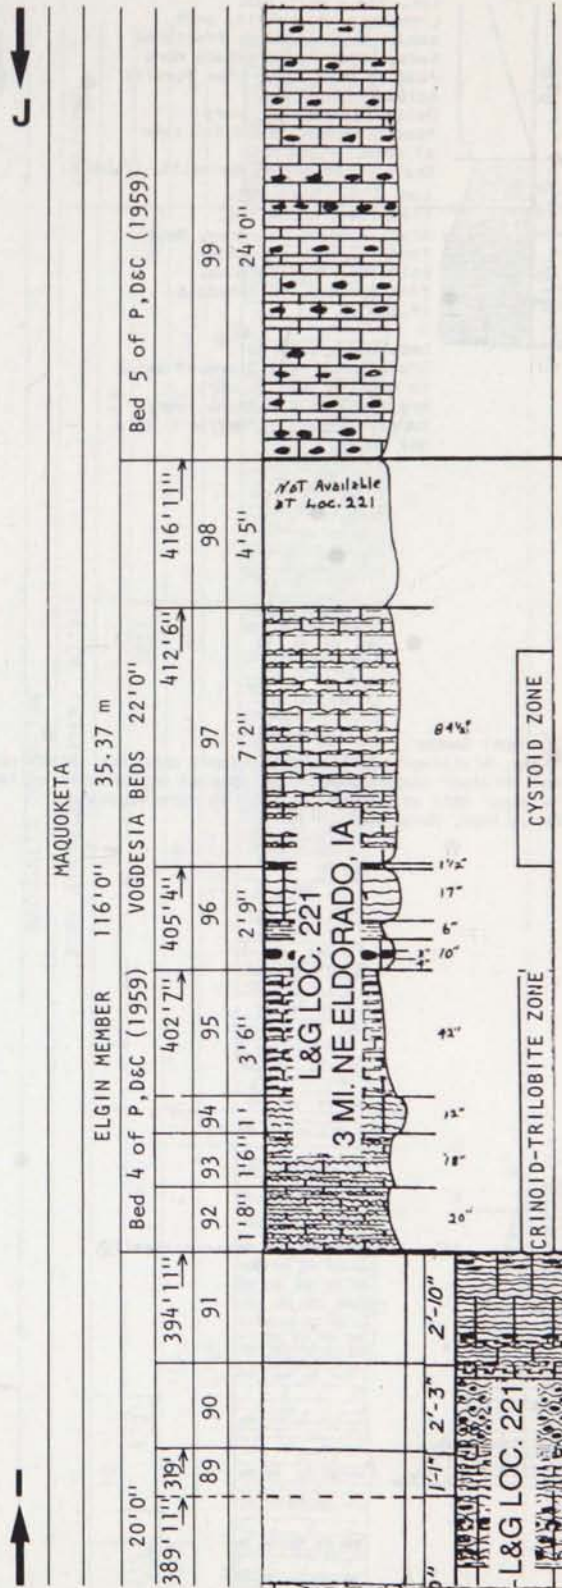 J
I
MAQUOKETA
ELGIN MEMBER 116'0" 35.37 m
Bed 5 of P,D&C (1959)
VOGDESIA BEDS 22'0"
Bed 4 of P,D&C (1959)
20'0"
416'11"
412'6"
405'4"
402'7"
394'11"
319'
389'11"
99
98
97
96
95
94
93
92
91
90
89
24'0"
4'5"
7'2"
2'9"
3'6"
1'
1'6"
1'8"
Not Available
at Loc. 221
L&G LOC. 221
3 MI. NE ELDORADO, IA
84½"
1½"
17"
6"
10"
42"
12"
18"
20"
CYSTOID ZONE
CRINOID-TRILOBITE ZONE
2'-10"
2'-3"
1'-1"
L&G LOC. 221